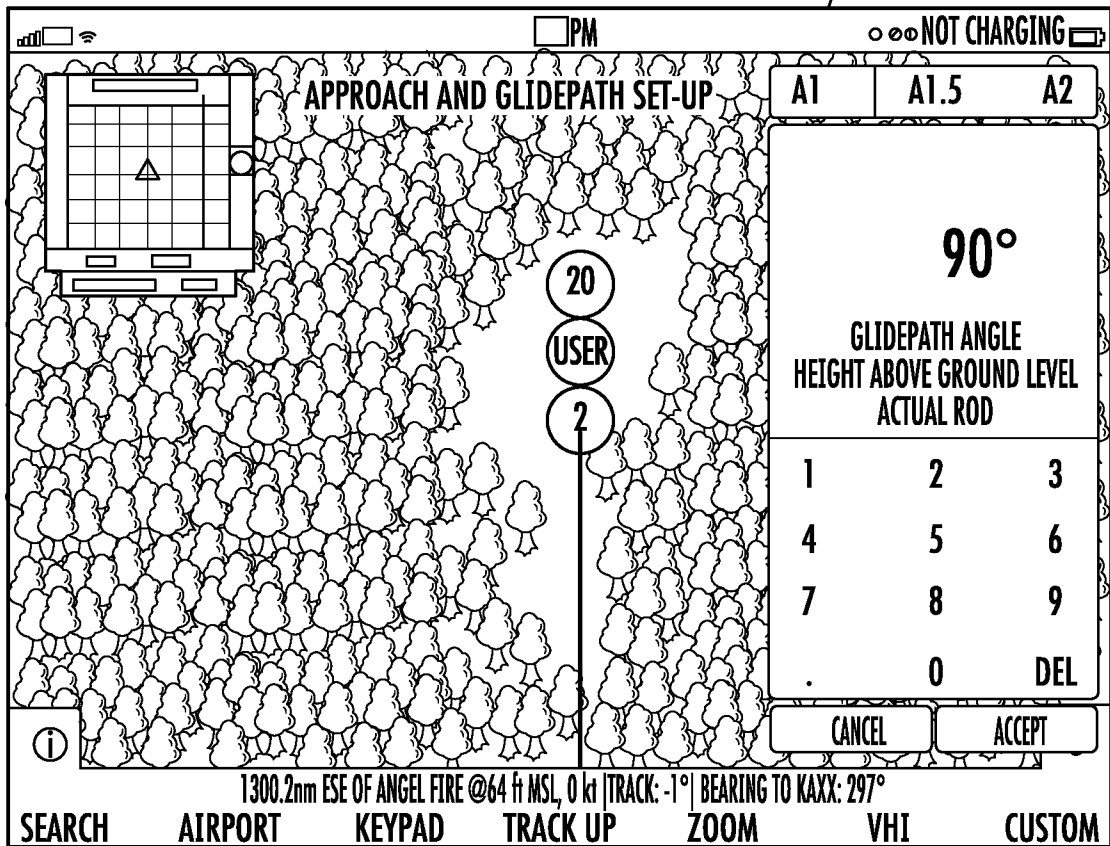 PM NOT CHARGING
APPROACH AND GLIDEPATH SET-UP
A1 A1.5 A2
90°
GLIDEPATH ANGLE
HEIGHT ABOVE GROUND LEVEL
ACTUAL ROD
20
USER
2
1 2 3
4 5 6
7 8 9
. 0 DEL
CANCEL ACCEPT
i
1300.2nm ESE OF ANGEL FIRE @64 ft MSL, 0 kt |TRACK: -1°| BEARING TO KAXX: 297°
SEARCH AIRPORT KEYPAD TRACK UP ZOOM VHI CUSTOM